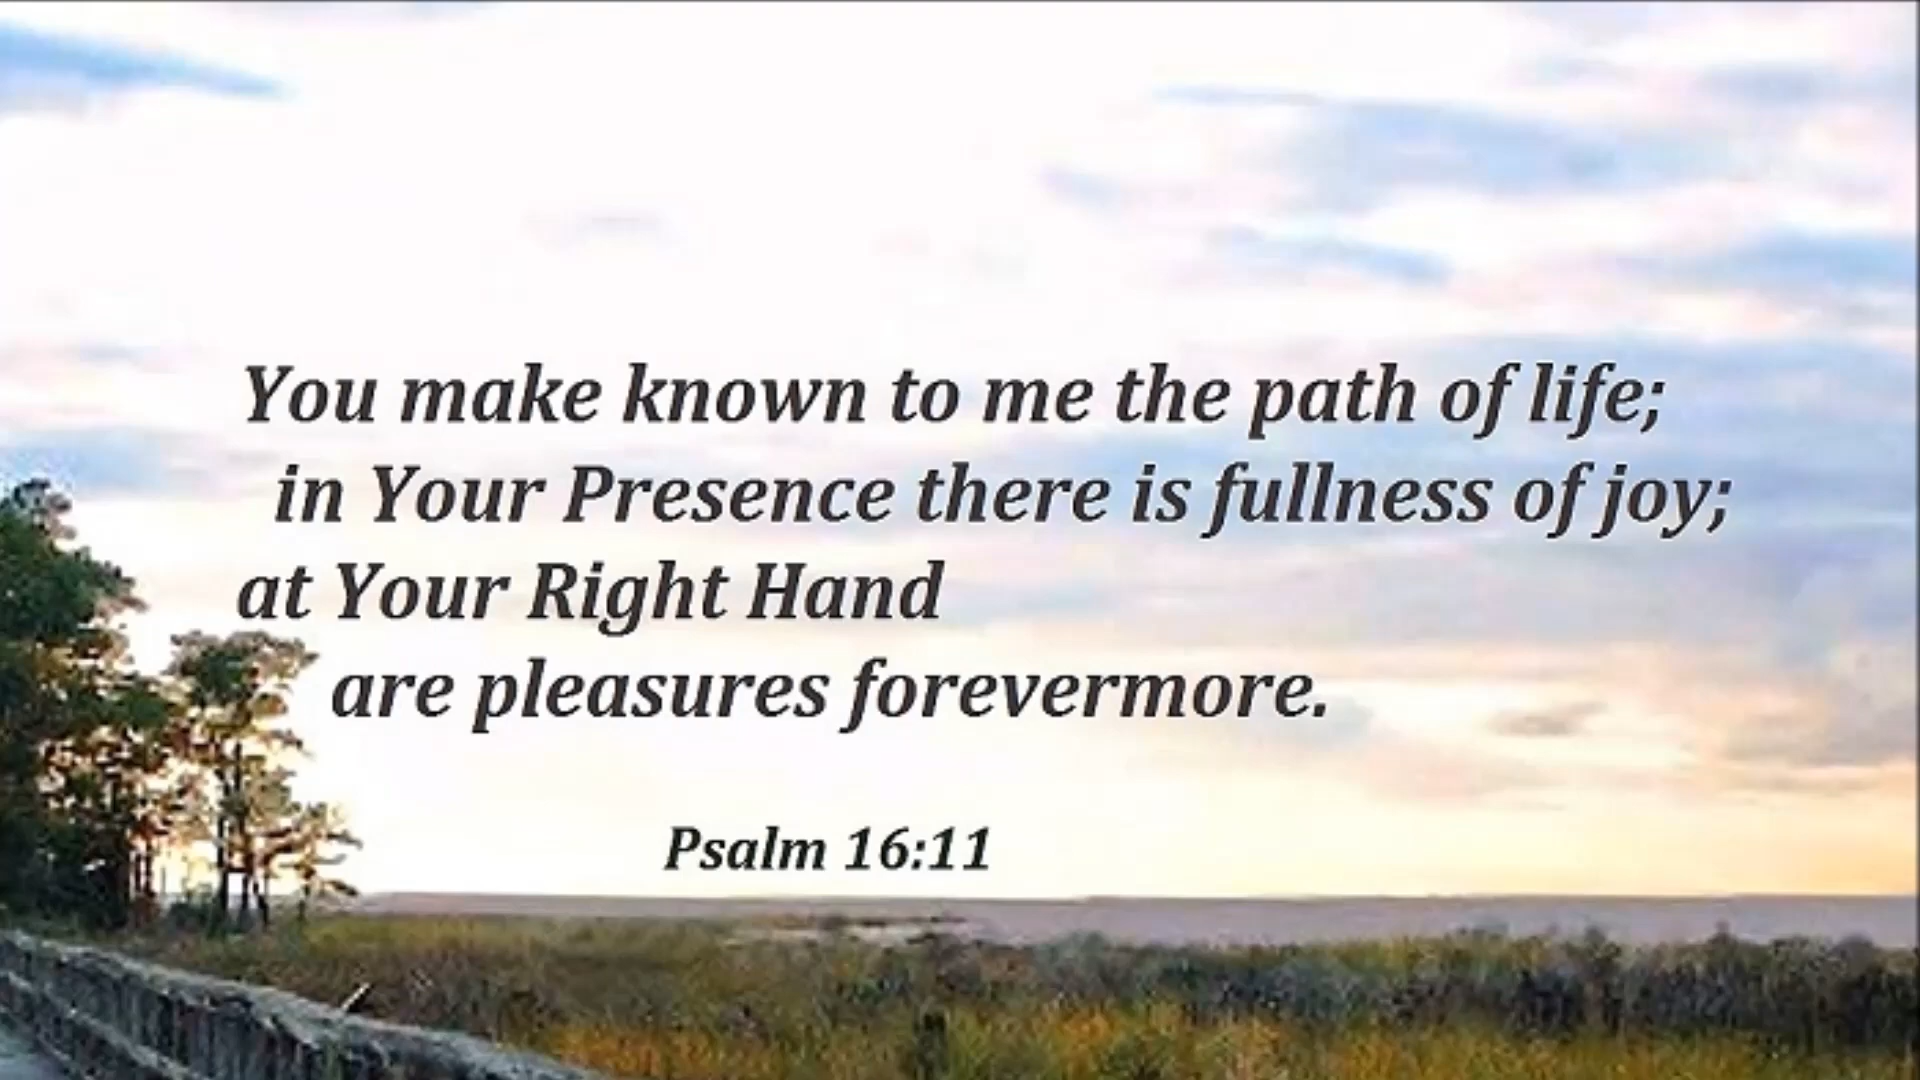 You make known to me the path of life;
in Your Presence there is fullness of joy;
at Your Right Hand
are pleasures forevermore.
Psalm 16:11